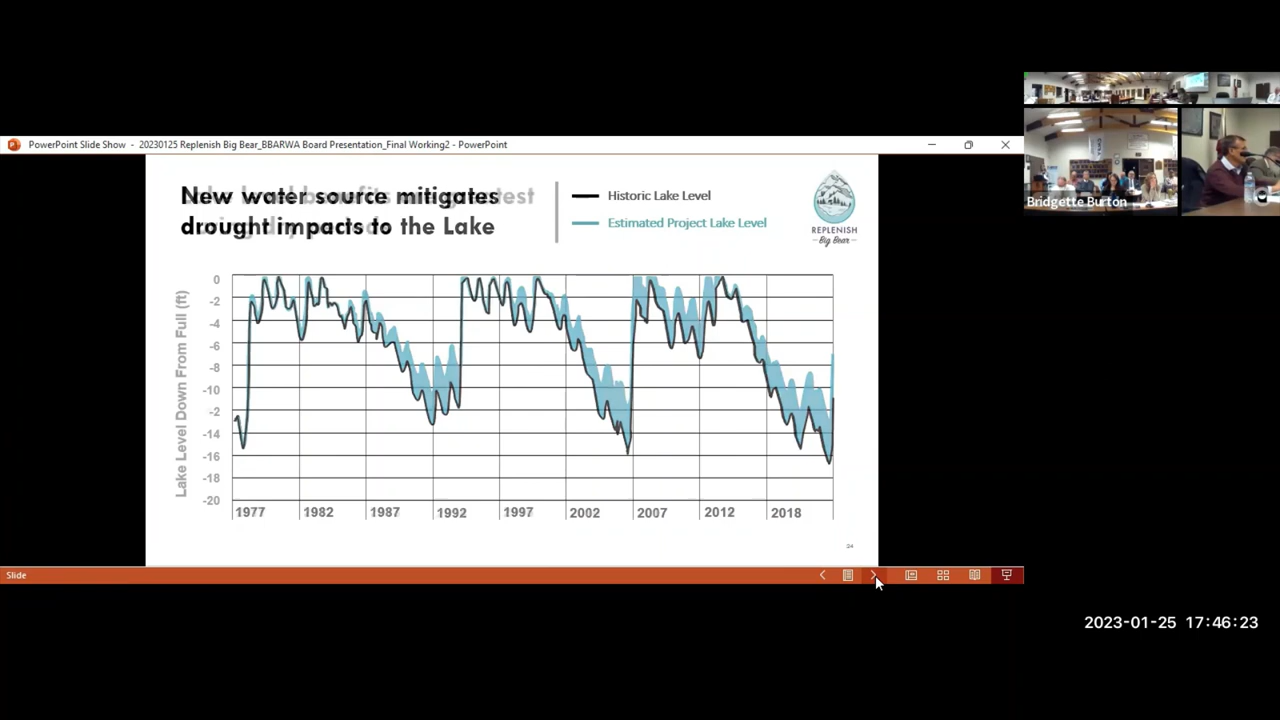 PowerPoint Slide Show - 20230125 Replenish Big Bear_BBARWA Board Presentation_Final Working2 - PowerPoint
New water source mitigates
drought impacts to the Lake
Historic Lake Level
Estimated Project Lake Level
REPLENISH
Big Bear
Lake Level Down From Full (ft)
0
-2
-4
-6
-8
-10
-2
-14
-16
-18
-20
1977
1982
1987
1992
1997
2002
2007
2012
2018
34
Slide
Bridgette Burton
2023-01-25 17:46:23